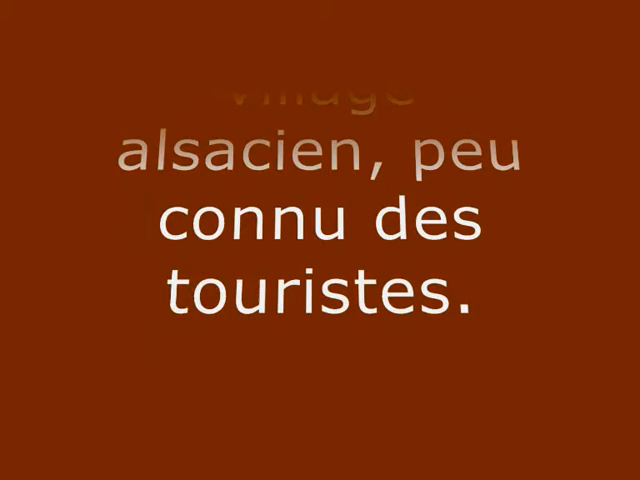 village
alsacien, peu
connu des
touristes.